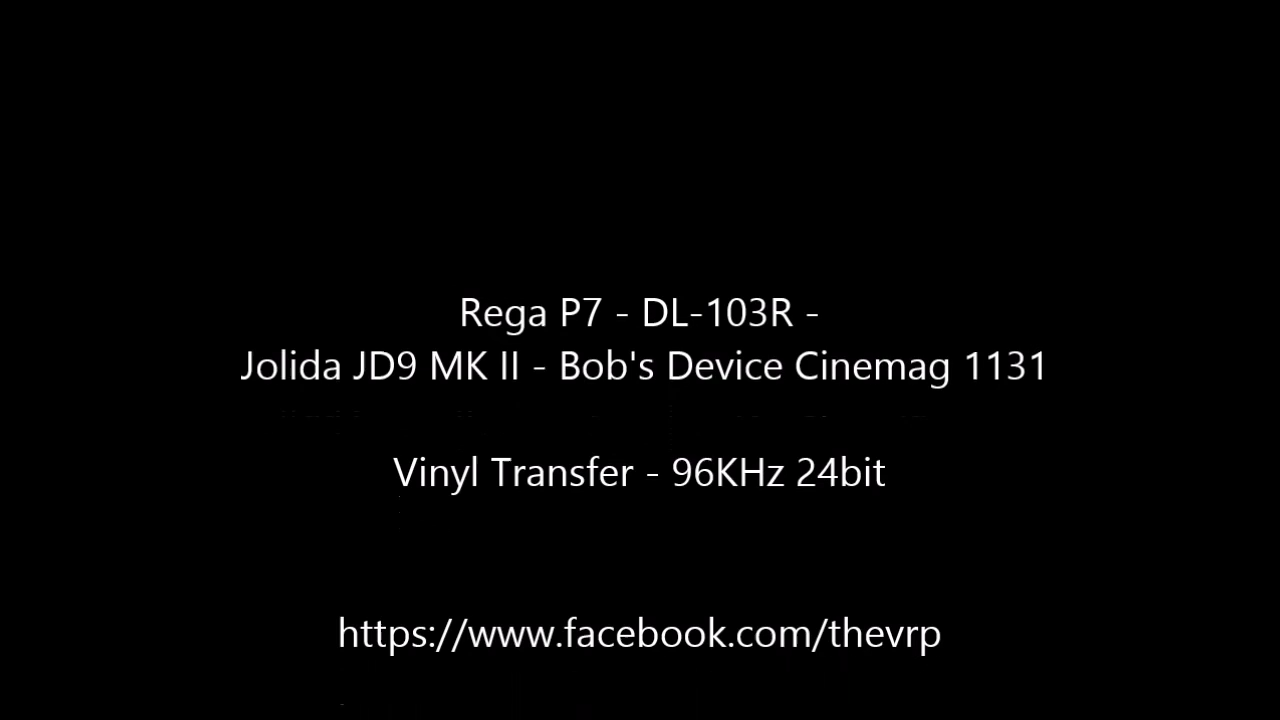 Rega P7 - DL-103R -
Jolida JD9 MK II - Bob's Device Cinemag 1131
Vinyl Transfer - 96KHz 24bit
https://www.facebook.com/thevrp